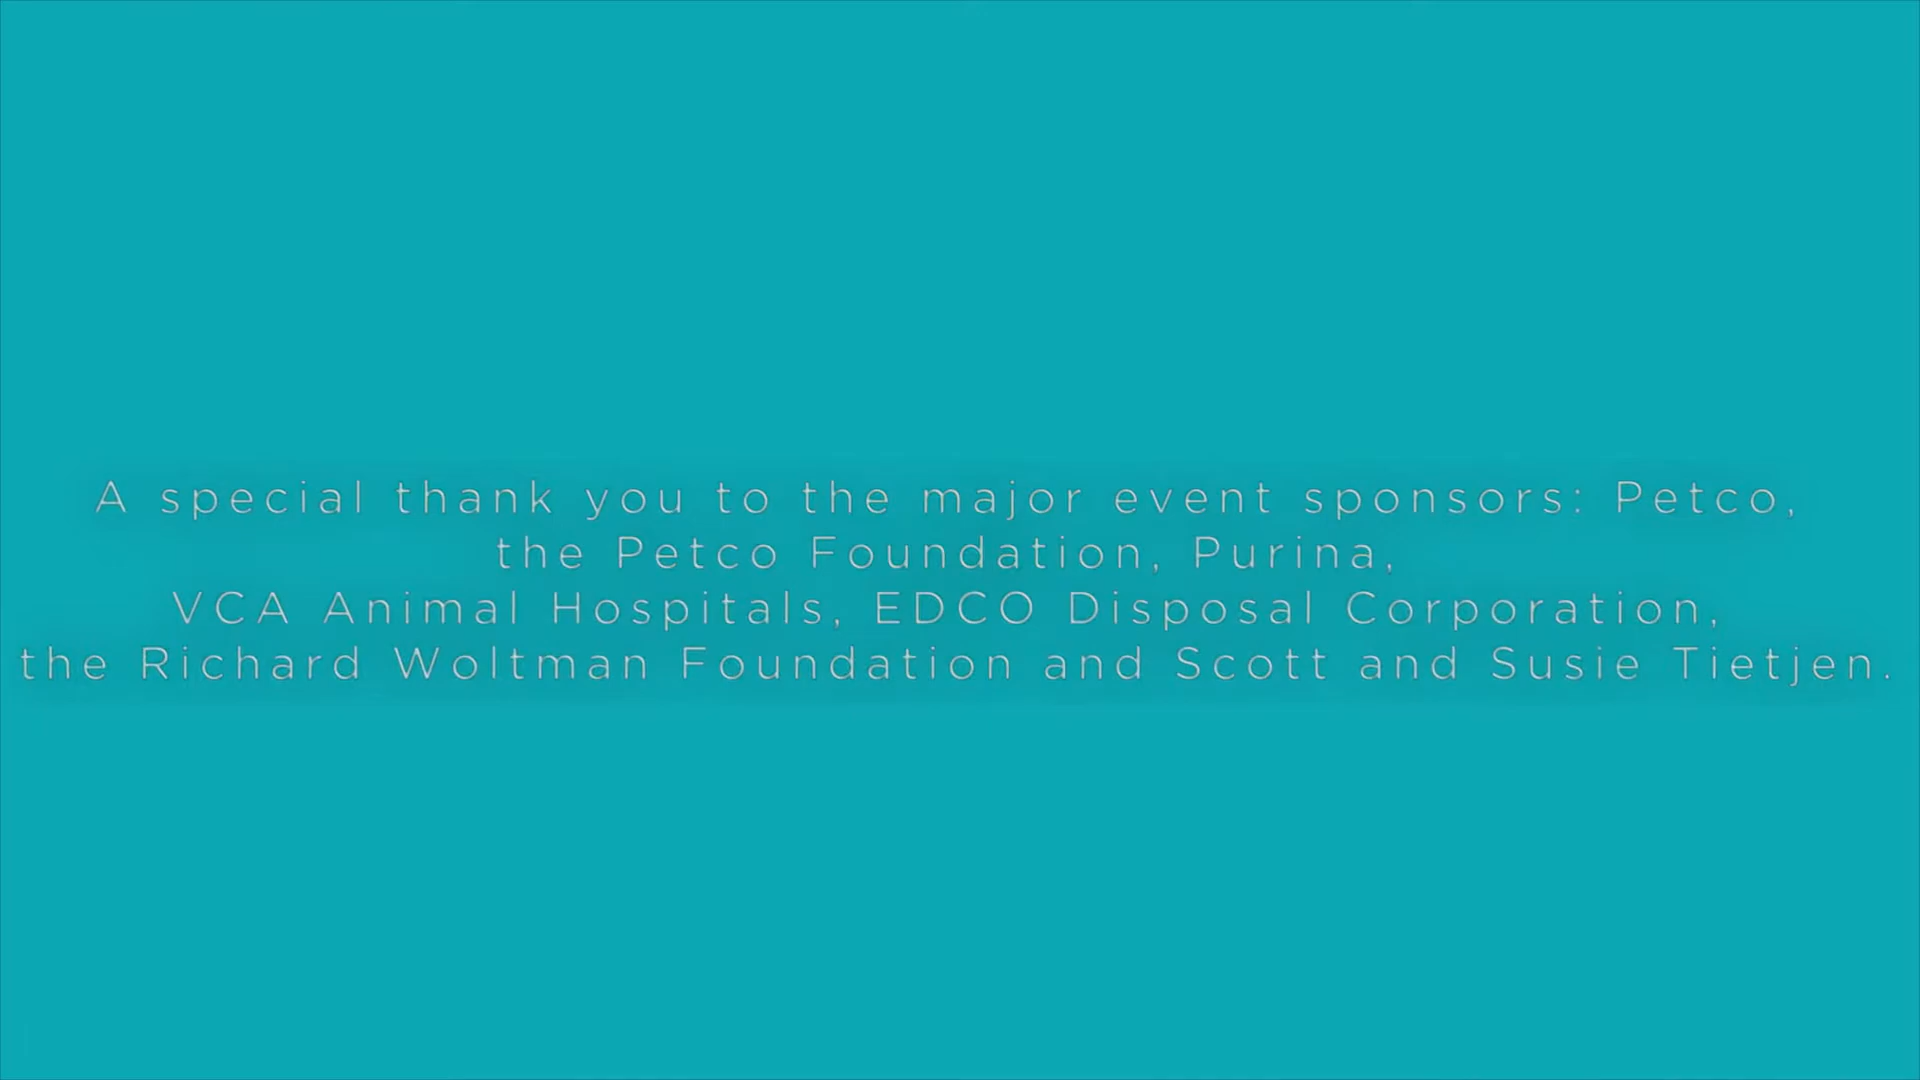 A special thank you to the major event sponsors: Petco,
the Petco Foundation, Purina,
VCA Animal Hospitals, EDCO Disposal Corporation,
the Richard Woltman Foundation and Scott and Susie Tietjen.